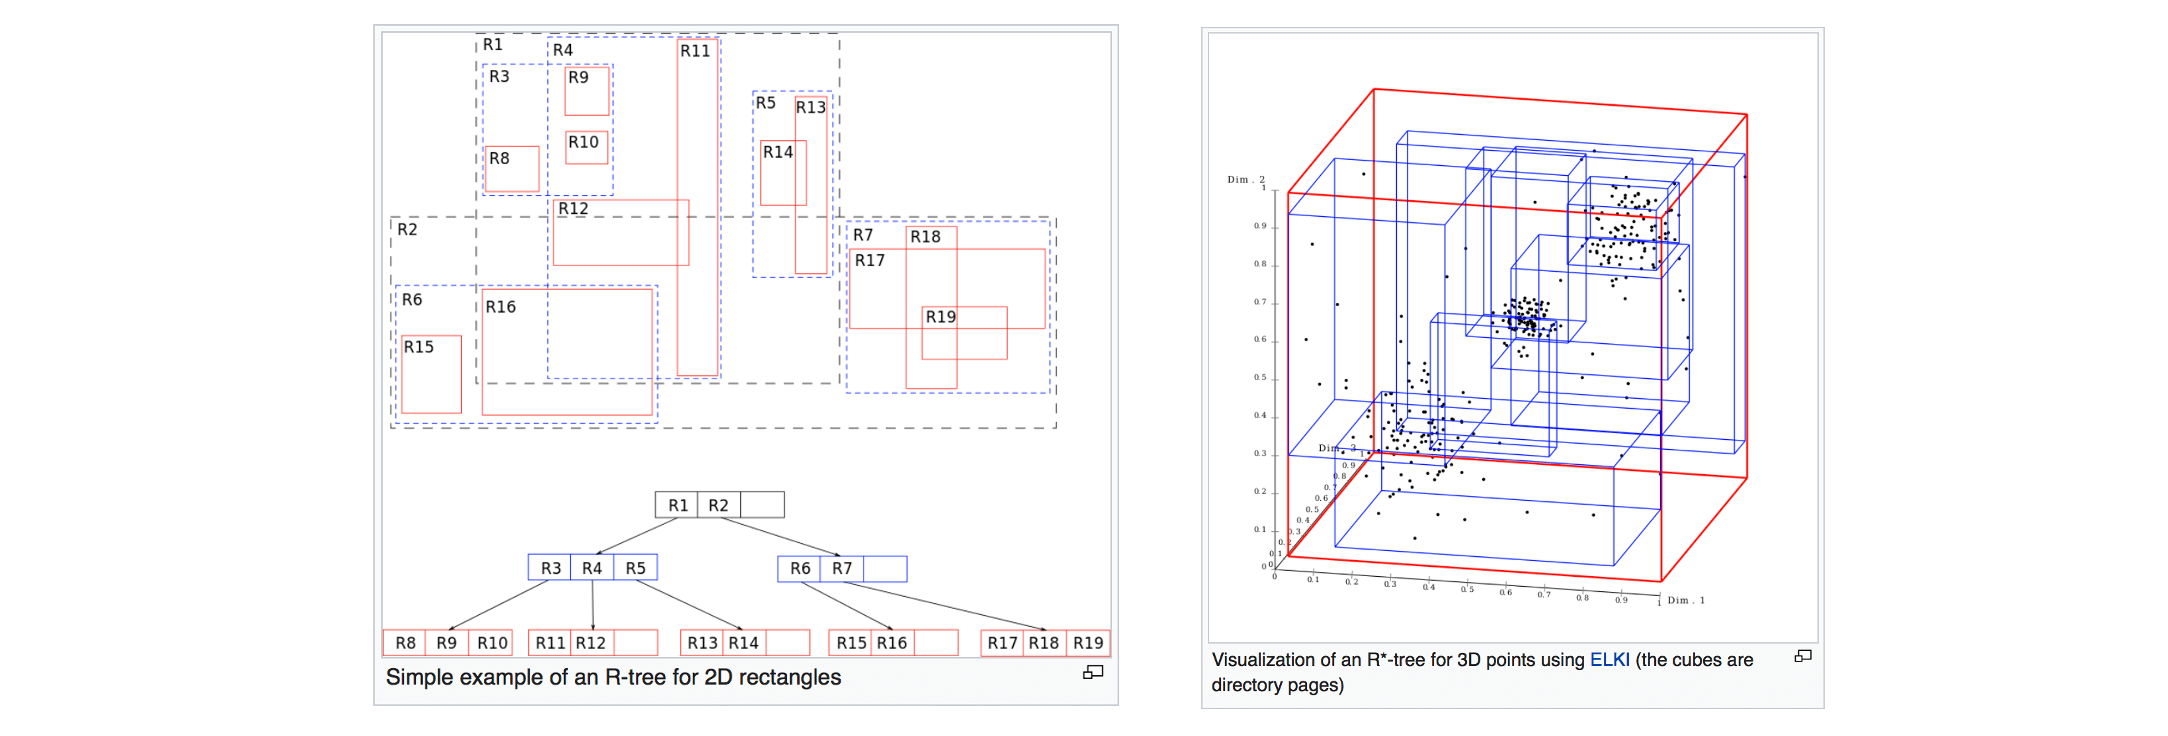 R1
R4
R11
R3
R9
R5
R13
R10
R14
R8
R12
R2
R7
R18
R17
R6
R16
R19
R15
R1 R2
R3 R4 R5
R6 R7
R8 R9 R10
R11 R12
R13 R14
R15 R16
R17 R18 R19
Simple example of an R-tree for 2D rectangles
Dim. 2
1
0.9
0.8
0.7
0.6
0.5
0.4
0.3
0.2
0.1
0
Dim. 3
1
0.9
0.8
0.7
0.6
0.5
0.4
0.3
0.2
0.1
0
0
0.1
0.2
0.3
0.4
0.5
0.6
0.7
0.8
0.9
1
Dim. 1
Visualization of an R*-tree for 3D points using ELKI (the cubes are
directory pages)